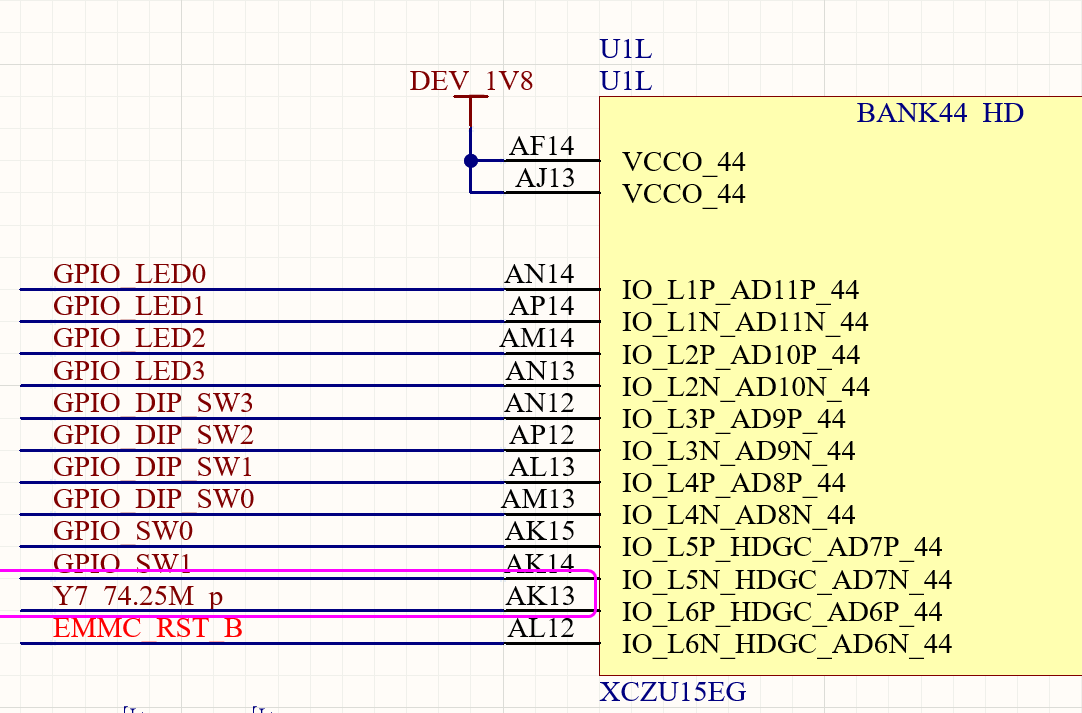 U1L
DEV_1V8 U1L
BANK44 HD
AF14 VCCO_44
AJ13 VCCO_44
GPIO_LED0 AN14 IO_L1P_AD11P_44
GPIO_LED1 AP14 IO_L1N_AD11N_44
GPIO_LED2 AM14 IO_L2P_AD10P_44
GPIO_LED3 AN13 IO_L2N_AD10N_44
GPIO_DIP_SW3 AN12 IO_L3P_AD9P_44
GPIO_DIP_SW2 AP12 IO_L3N_AD9N_44
GPIO_DIP_SW1 AL13 IO_L4P_AD8P_44
GPIO_DIP_SW0 AM13 IO_L4N_AD8N_44
GPIO_SW0 AK15 IO_L5P_HDGC_AD7P_44
GPIO_SW1 AK14 IO_L5N_HDGC_AD7N_44
Y7_74.25M_p AK13 IO_L6P_HDGC_AD6P_44
EMMC_RST_B AL12 IO_L6N_HDGC_AD6N_44
XCZU15EG